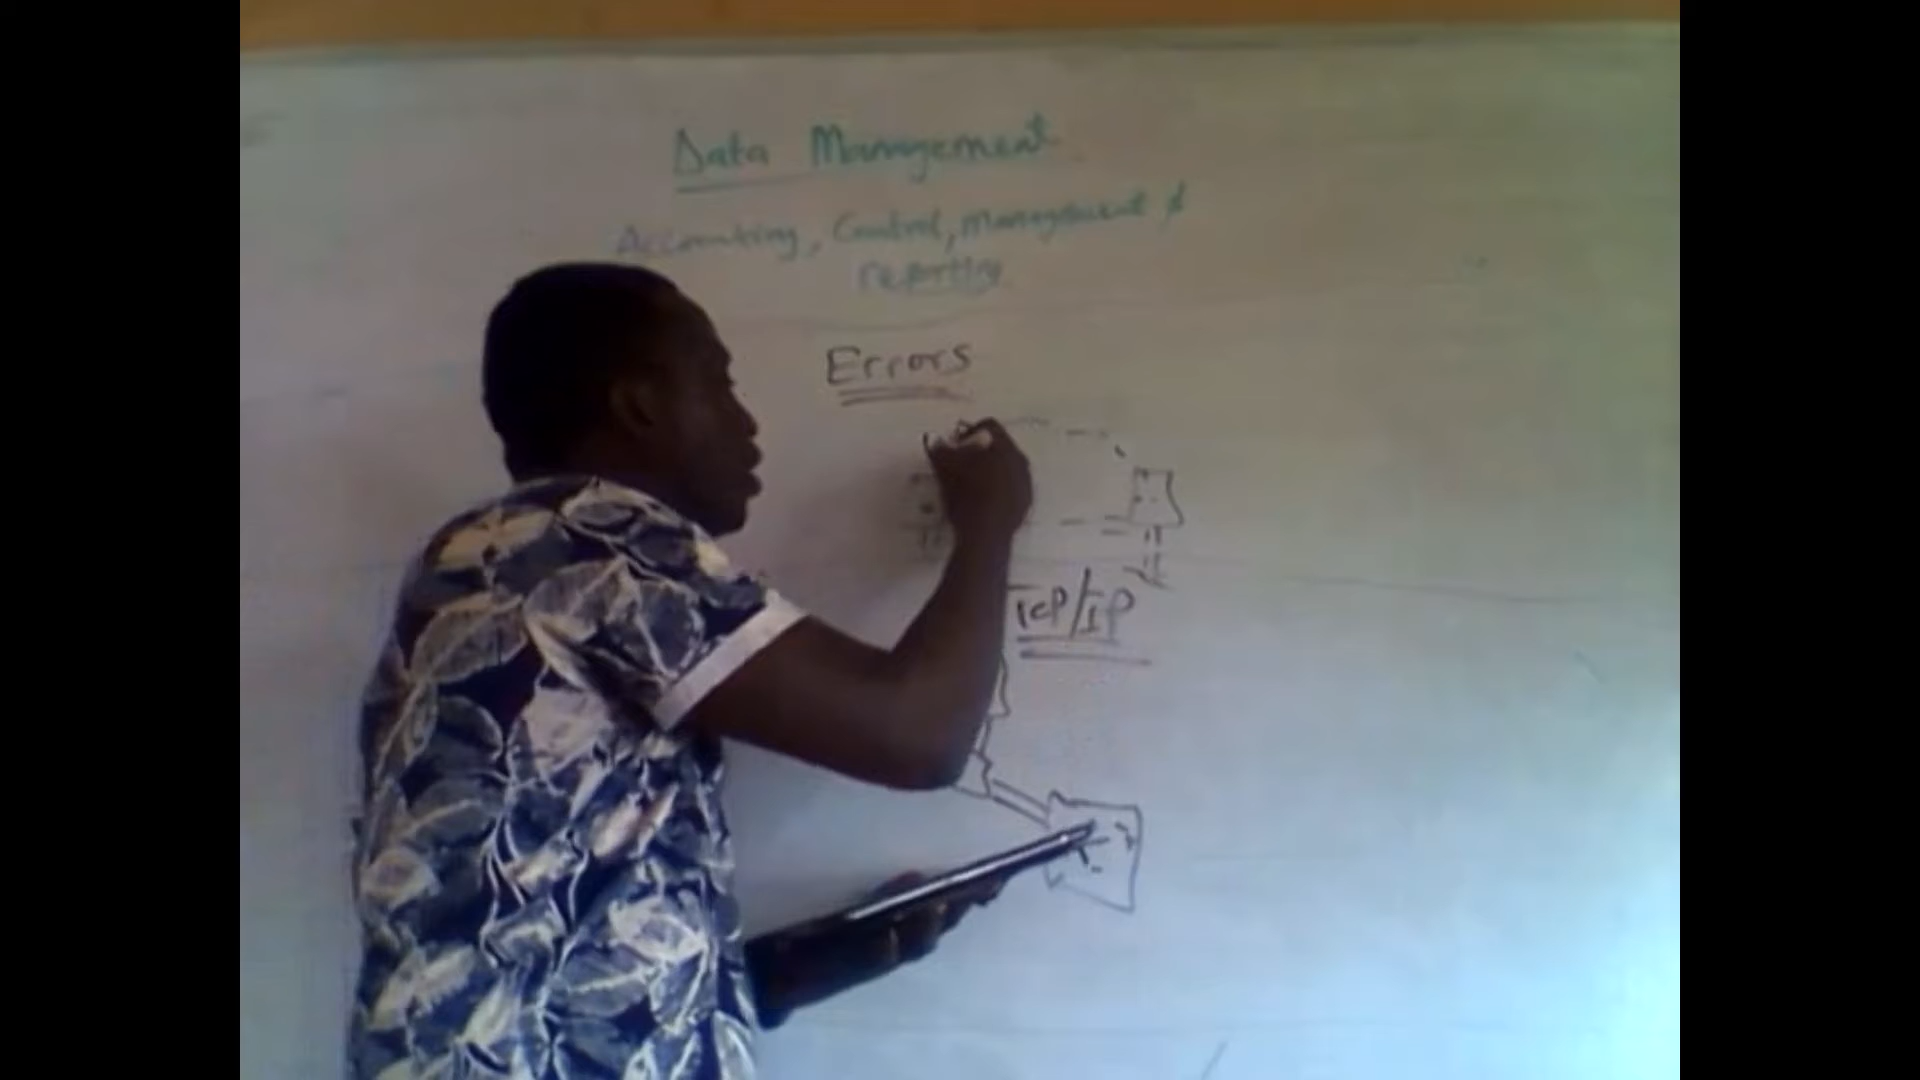 Data Management
Accounting, Control, Management &
reporting
Errors
TCP/IP